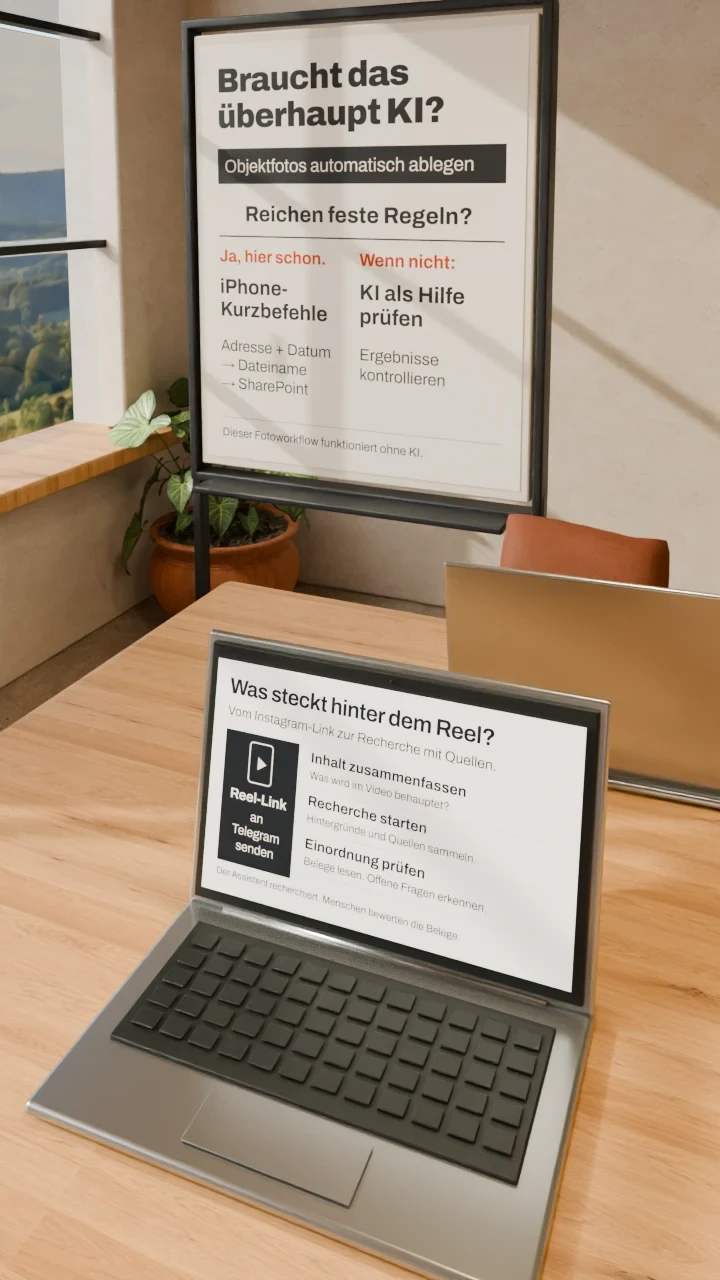 Braucht das
überhaupt KI?
Objektfotos automatisch ablegen
Reichen feste Regeln?
Ja, hier schon.
iPhone-
Kurzbefehle
Adresse + Datum
→ Dateiname
→ SharePoint
Wenn nicht:
KI als Hilfe
prüfen
Ergebnisse
kontrollieren
Dieser Fotoworkflow funktioniert ohne KI.
Was steckt hinter dem Reel?
Vom Instagram-Link zur Recherche mit Quellen.
Reel-Link
an
Telegram
senden
Inhalt zusammenfassen
Was wird im Video behauptet?
Recherche starten
Hintergründe und Quellen sammeln.
Einordnung prüfen
Belege lesen. Offene Fragen erkennen.
Der Assistent recherchiert. Menschen bewerten die Belege.